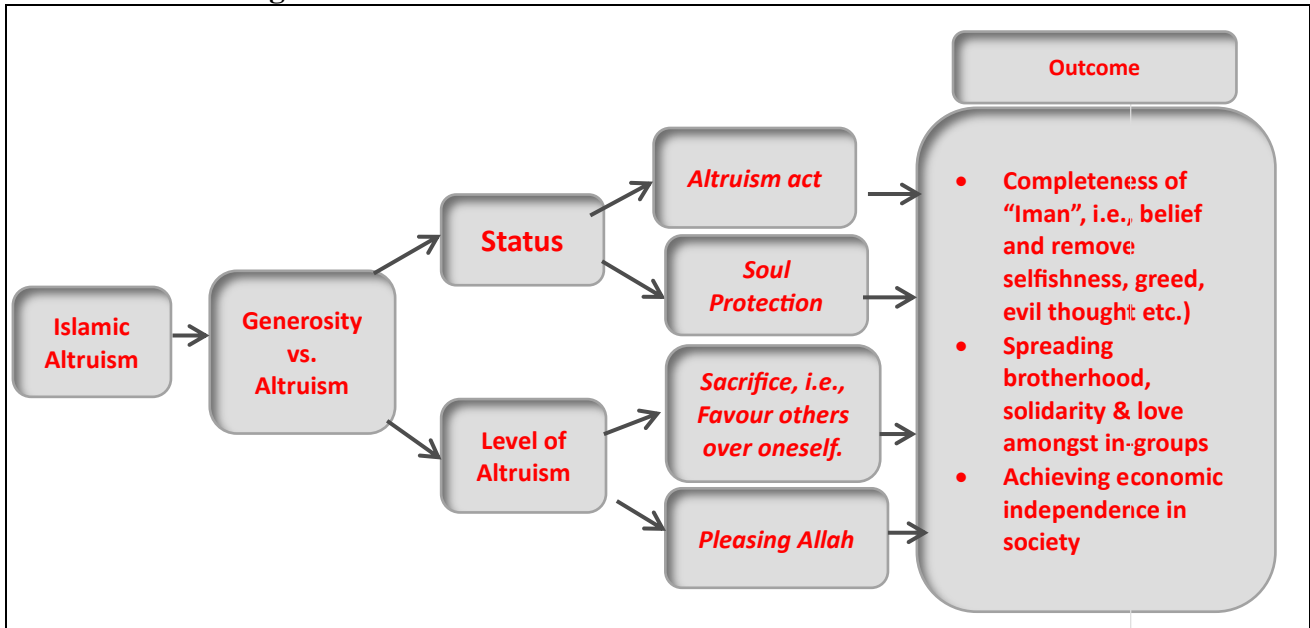 Outcome
Altruism act
Status
Soul
Protection
Islamic
Altruism
Generosity
vs.
Altruism
Sacrifice, i.e.,
Favour others
over oneself.
Level of
Altruism
Pleasing Allah
• Completeness of
“Iman”, i.e., belief
and remove
selfishness, greed,
evil thought etc.)
• Spreading
brotherhood,
solidarity & love
amongst in-groups
• Achieving economic
independence in
society